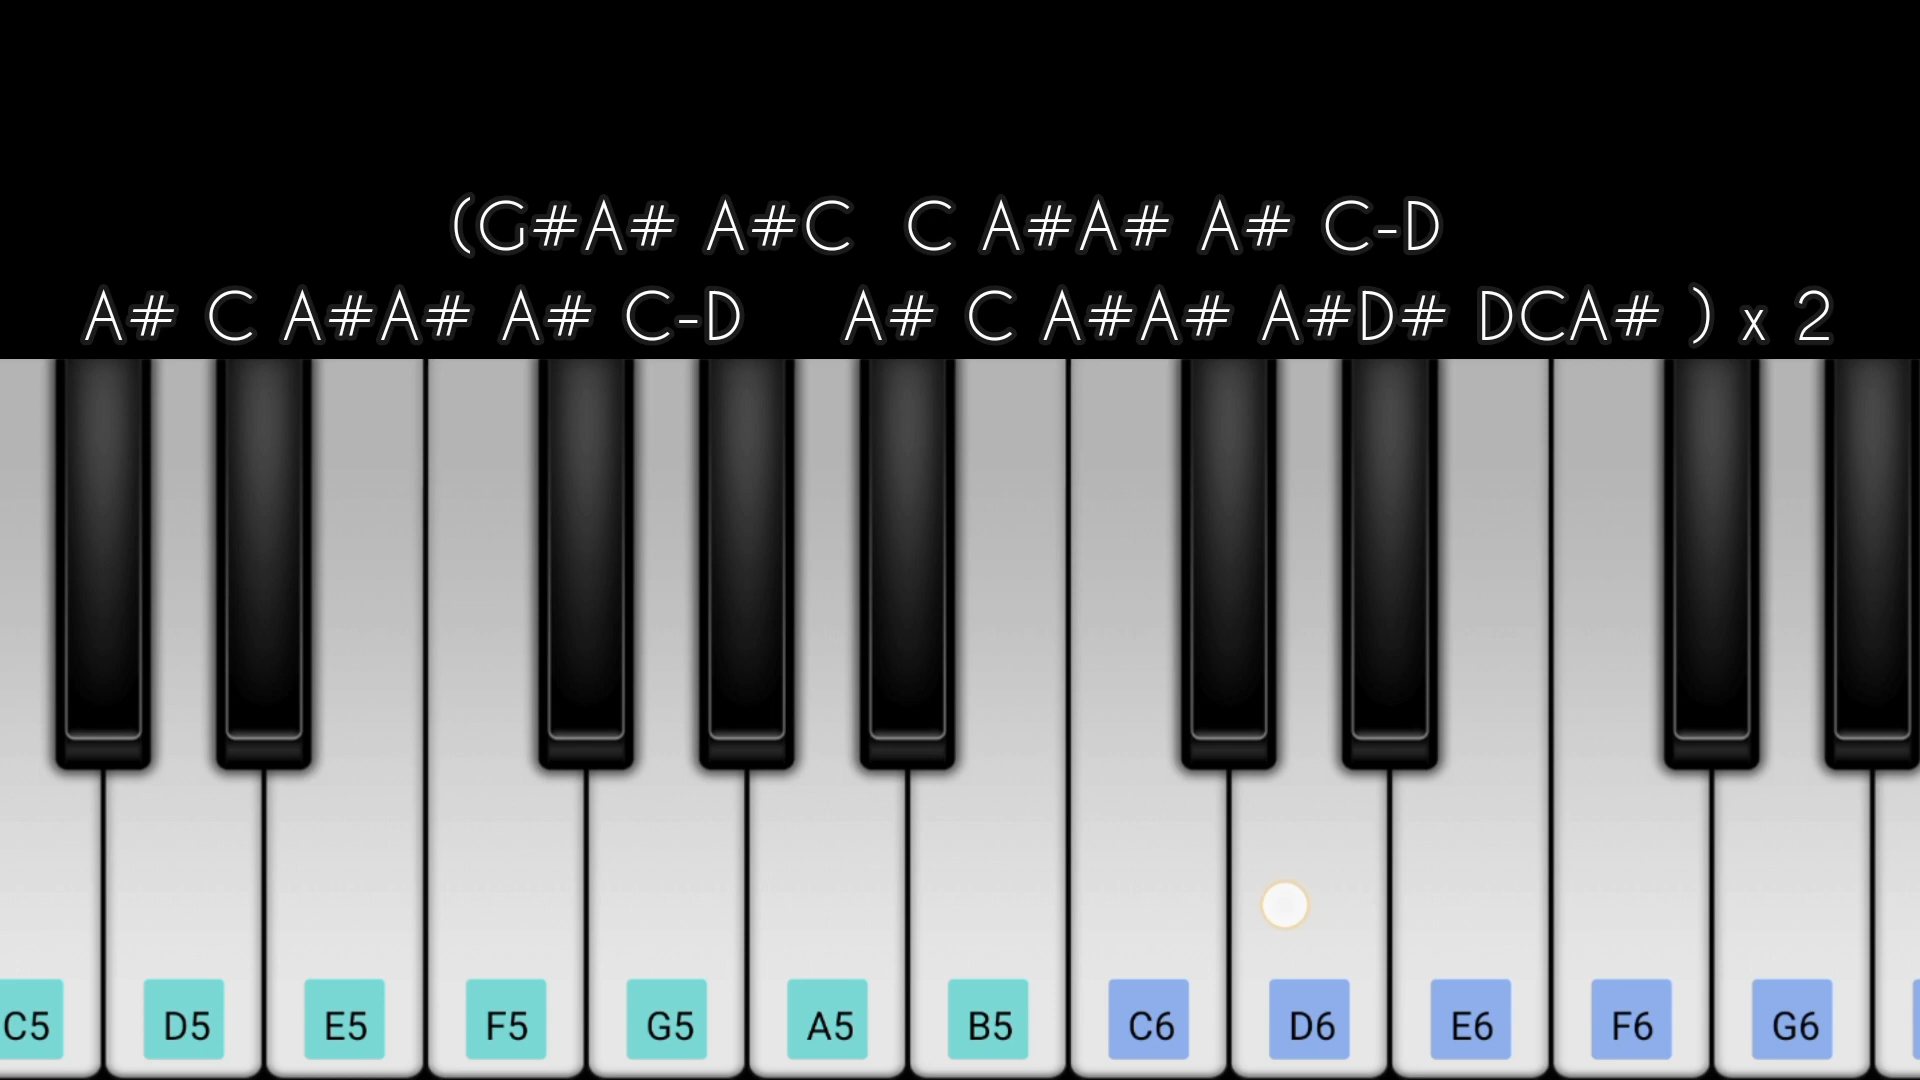 (G#A# A#C C A#A# A# C-D
A# C A#A# A# C-D A# C A#A# A#D# DCA# ) x 2
C5 D5 E5 F5 G5 A5 B5 C6 D6 E6 F6 G6